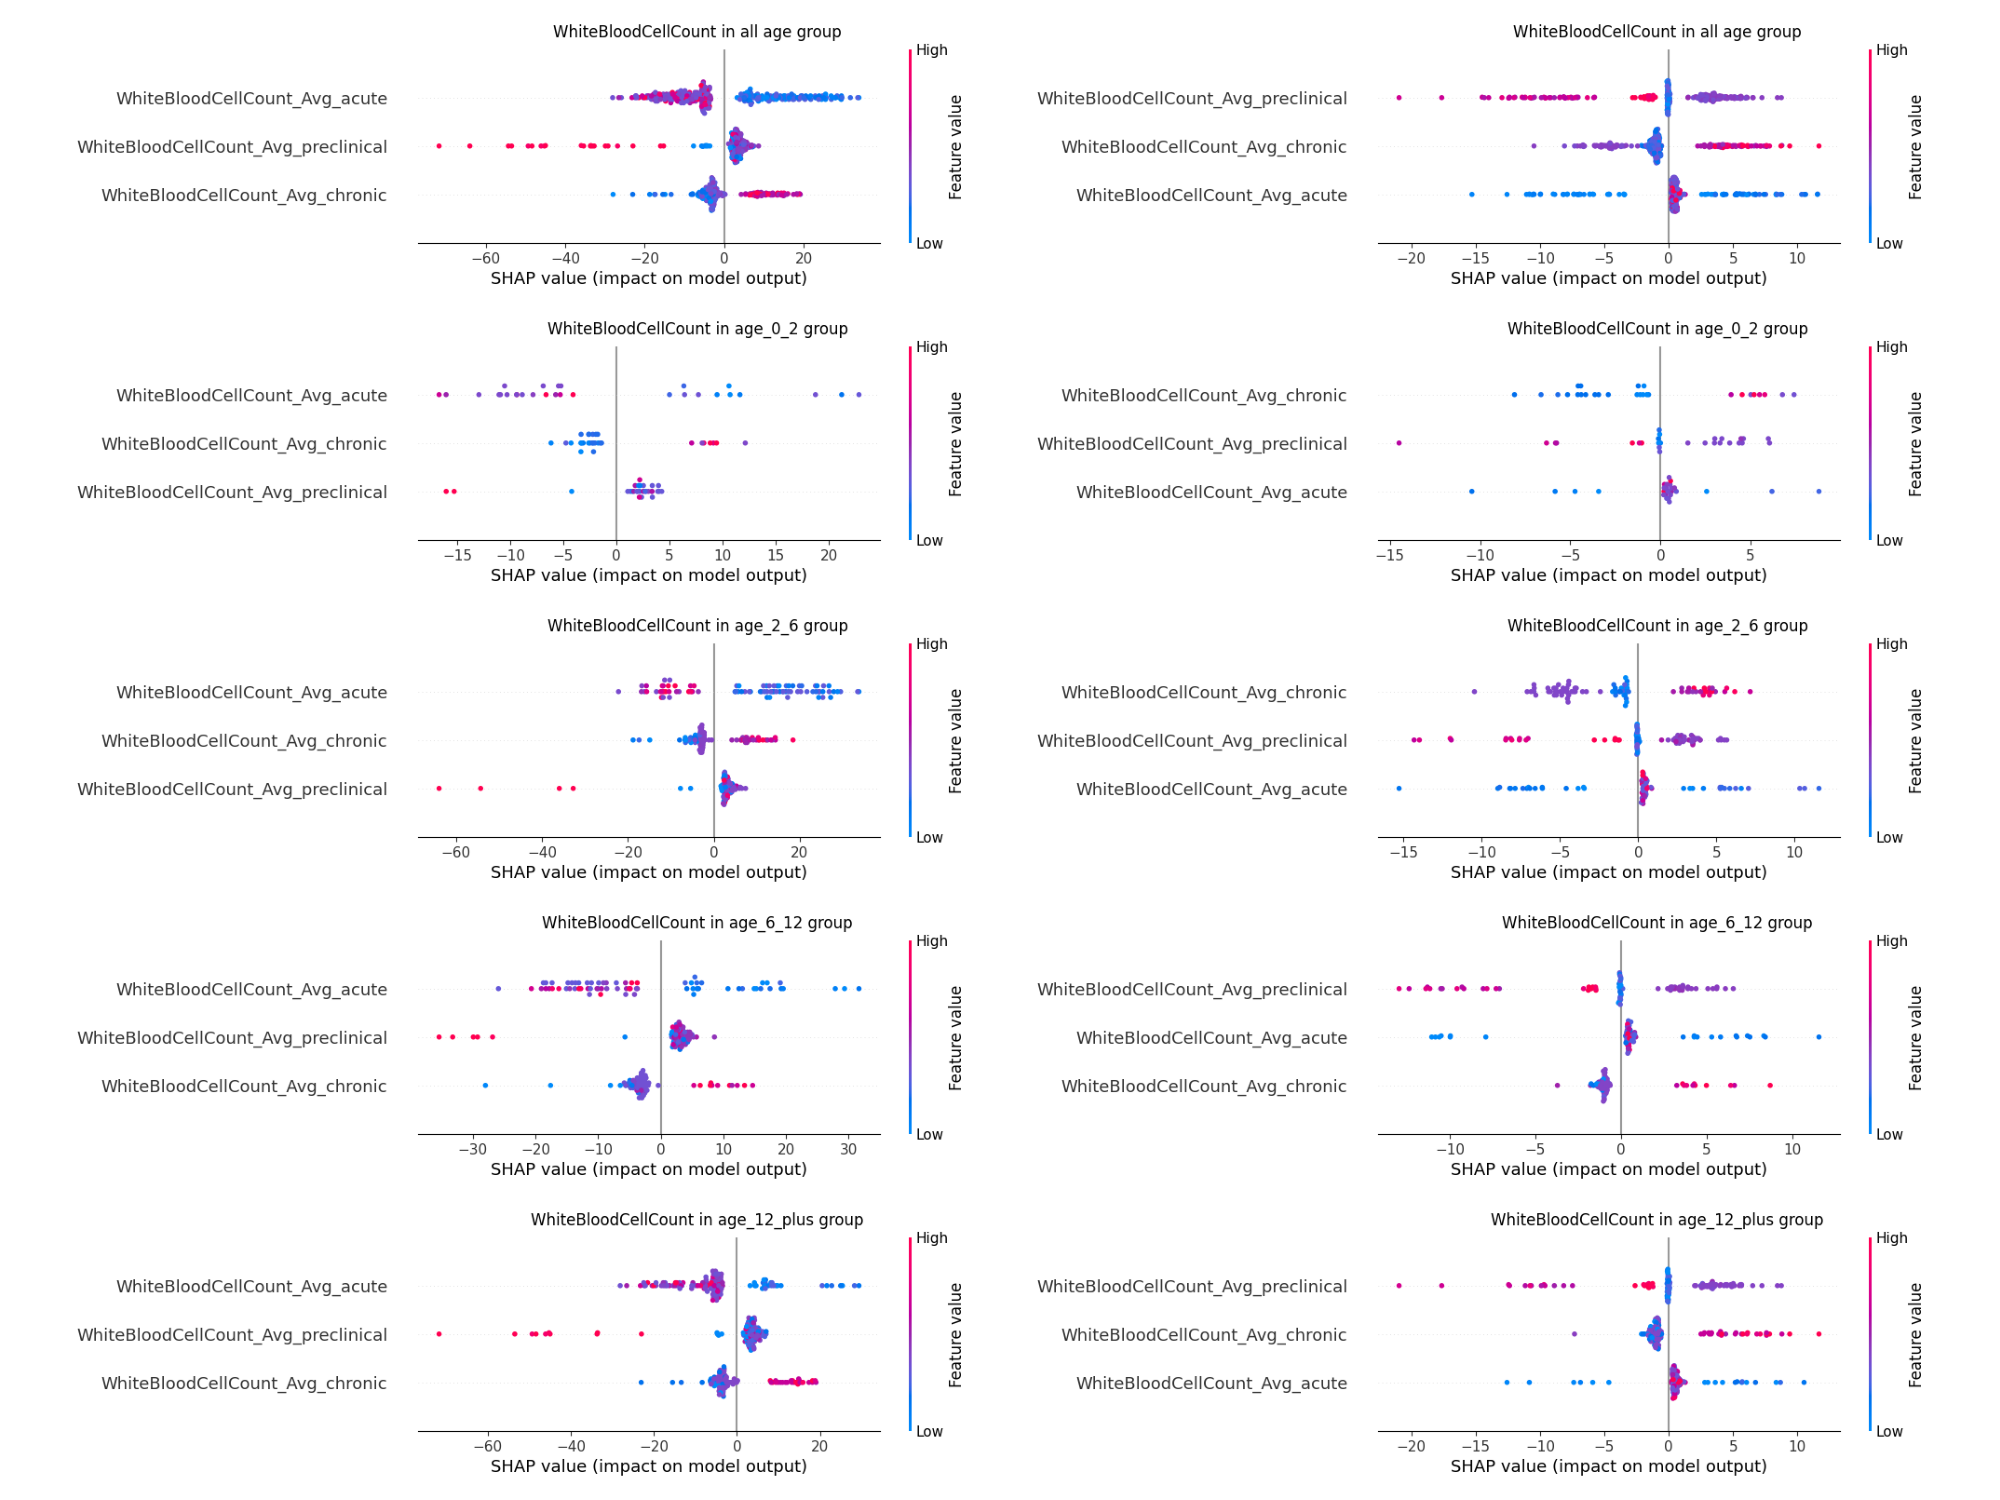 WhiteBloodCellCount in all age group
High
WhiteBloodCellCount_Avg_acute
WhiteBloodCellCount_Avg_preclinical
WhiteBloodCellCount_Avg_chronic
Feature value
Low
−60 −40 −20 0 20
SHAP value (impact on model output)
WhiteBloodCellCount in all age group
High
WhiteBloodCellCount_Avg_preclinical
WhiteBloodCellCount_Avg_chronic
WhiteBloodCellCount_Avg_acute
Feature value
Low
−20 −15 −10 −5 0 5 10
SHAP value (impact on model output)
WhiteBloodCellCount in age_0_2 group
High
WhiteBloodCellCount_Avg_acute
WhiteBloodCellCount_Avg_chronic
WhiteBloodCellCount_Avg_preclinical
Feature value
Low
−15 −10 −5 0 5 10 15 20
SHAP value (impact on model output)
WhiteBloodCellCount in age_0_2 group
High
WhiteBloodCellCount_Avg_chronic
WhiteBloodCellCount_Avg_preclinical
WhiteBloodCellCount_Avg_acute
Feature value
Low
−15 −10 −5 0 5
SHAP value (impact on model output)
WhiteBloodCellCount in age_2_6 group
High
WhiteBloodCellCount_Avg_acute
WhiteBloodCellCount_Avg_chronic
WhiteBloodCellCount_Avg_preclinical
Feature value
Low
−60 −40 −20 0 20
SHAP value (impact on model output)
WhiteBloodCellCount in age_2_6 group
High
WhiteBloodCellCount_Avg_chronic
WhiteBloodCellCount_Avg_preclinical
WhiteBloodCellCount_Avg_acute
Feature value
Low
−15 −10 −5 0 5 10
SHAP value (impact on model output)
WhiteBloodCellCount in age_6_12 group
High
WhiteBloodCellCount_Avg_acute
WhiteBloodCellCount_Avg_preclinical
WhiteBloodCellCount_Avg_chronic
Feature value
Low
−30 −20 −10 0 10 20 30
SHAP value (impact on model output)
WhiteBloodCellCount in age_6_12 group
High
WhiteBloodCellCount_Avg_preclinical
WhiteBloodCellCount_Avg_acute
WhiteBloodCellCount_Avg_chronic
Feature value
Low
−10 −5 0 5 10
SHAP value (impact on model output)
WhiteBloodCellCount in age_12_plus group
High
WhiteBloodCellCount_Avg_acute
WhiteBloodCellCount_Avg_preclinical
WhiteBloodCellCount_Avg_chronic
Feature value
Low
−60 −40 −20 0 20
SHAP value (impact on model output)
WhiteBloodCellCount in age_12_plus group
High
WhiteBloodCellCount_Avg_preclinical
WhiteBloodCellCount_Avg_chronic
WhiteBloodCellCount_Avg_acute
Feature value
Low
−20 −15 −10 −5 0 5 10
SHAP value (impact on model output)